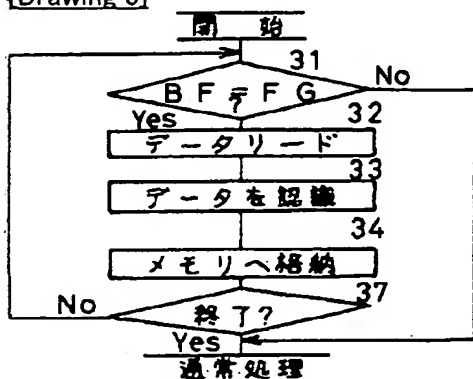 開 始
31
BF=FG
?
No
Yes
32
データリード
33
データを認識
34
メモリへ格納
37
終了?
No
Yes
通常処理